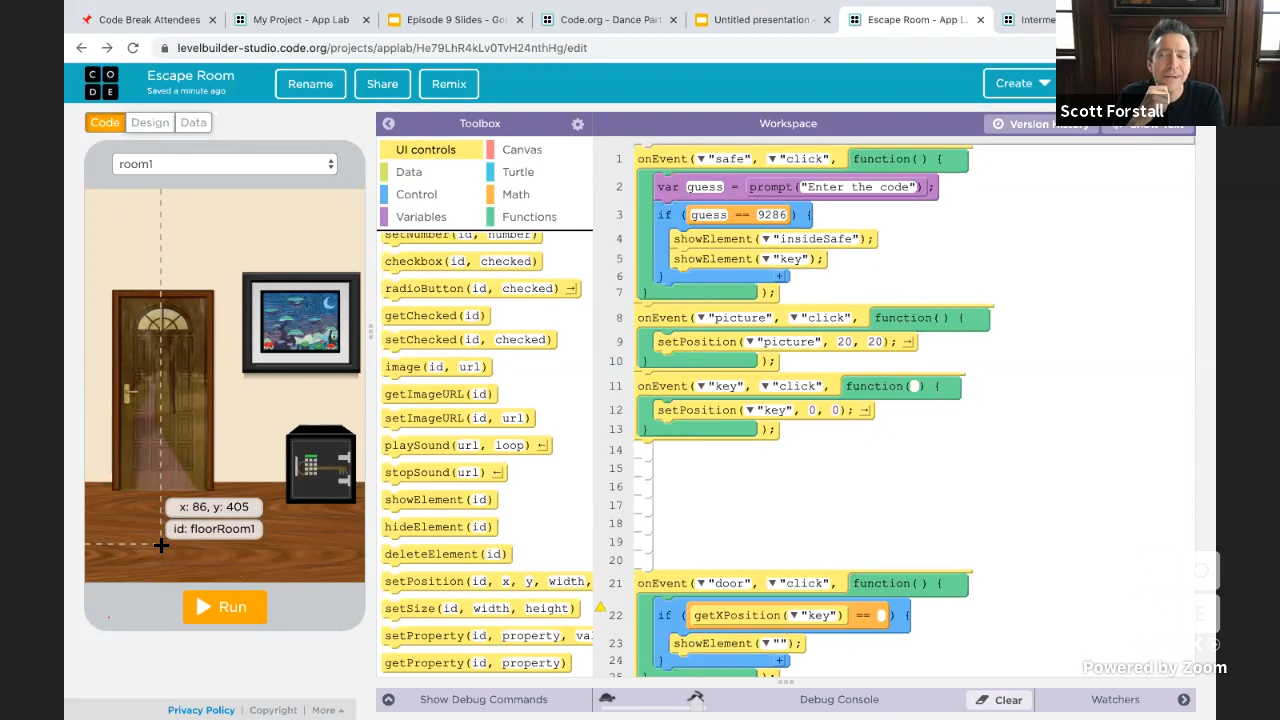 Code Break Attendees
My Project - App Lab
Episode 9 Slides - Go
Code.org - Dance Par
Untitled presentation -
Escape Room - App L
Interme
levelbuilder-studio.code.org/projects/applab/He79LhR4kLv0TvH24nthHg/edit
C O
D E
Escape Room
Saved a minute ago
Rename
Share
Remix
Create
Scott Forstall
Code
Design
Data
Toolbox
Workspace
Version History
Show Text
room1
UI controls
Canvas
Data
Turtle
Control
Math
Variables
Functions
setNumber(id, number)
checkbox(id, checked)
radioButton(id, checked)
getChecked(id)
setChecked(id, checked)
image(id, url)
getImageURL(id)
setImageURL(id, url)
playSound(url, loop)
stopSound(url)
showElement(id)
hideElement(id)
deleteElement(id)
setPosition(id, x, y, width,
setSize(id, width, height)
setProperty(id, property, val
getProperty(id, property)
1 onEvent("safe", "click", function() {
2 var guess = prompt("Enter the code");
3 if (guess == 9286) {
4 showElement("insideSafe");
5 showElement("key");
6 } +
7 } );
8 onEvent("picture", "click", function() {
9 setPosition("picture", 20, 20);
10 } );
11 onEvent("key", "click", function() {
12 setPosition("key", 0, 0);
13 } );
14
15
16
17
18
19
20
21 onEvent("door", "click", function() {
22 if (getXPosition("key") == ) {
23 showElement("");
24 } +
x: 86, y: 405
id: floorRoom1
Run
Show Debug Commands
Debug Console
Clear
Watchers
Privacy Policy | Copyright | More
Powered by Zoom